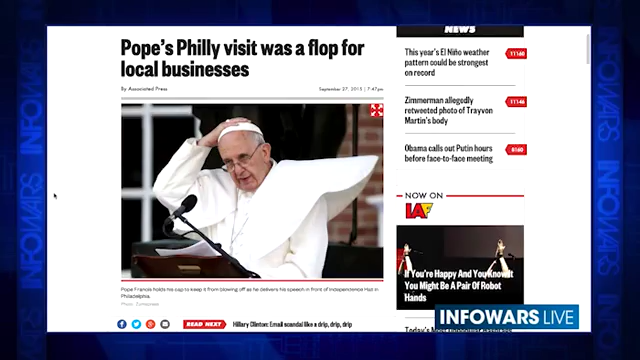 Pope's Philly visit was a flop for
local businesses
By Associated Press
September 27, 2015 | 7:47pm
Pope Francis holds his cap to keep it from blowing off as he delivers his speech in front of Independence Hall in
Philadelphia.
READ NEXT
Hillary Clinton: Email scandal like a drip, drip, drip
NEWS
This year's El Niño weather
pattern could be strongest
on record
Zimmerman allegedly
retweeted photo of Trayvon
Martin's body
Obama calls out Putin hours
before face-to-face meeting
NOW ON
If You're Happy And You Know It
You Might Be A Pair Of Robot
Hands
INFOWARS LIVE
INFOWARS
INFOWARS